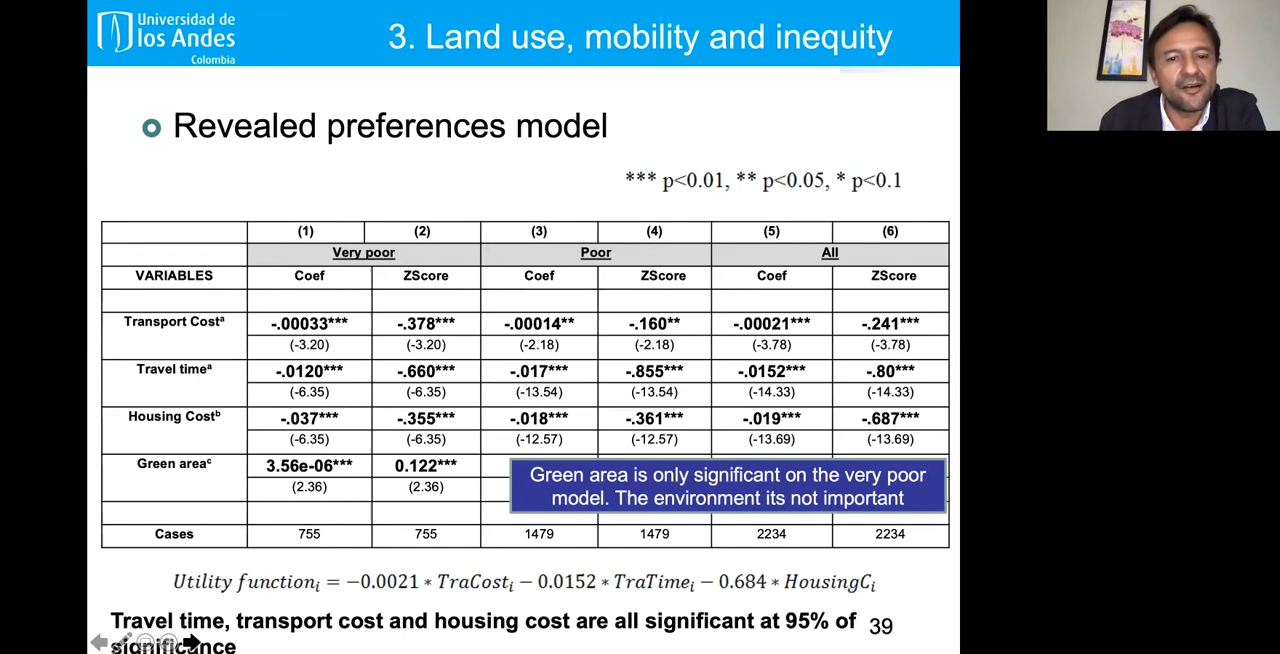 Universidad de
los Andes
Colombia
3. Land use, mobility and inequity
Revealed preferences model
*** p<0.01, ** p<0.05, * p<0.1
(1) (2) (3) (4) (5) (6)
Very poor Poor All
VARIABLES Coef ZScore Coef ZScore Coef ZScore
Transport Costᵃ -.00033*** -.378*** -.00014** -.160** -.00021*** -.241***
(-3.20) (-3.20) (-2.18) (-2.18) (-3.78) (-3.78)
Travel timeᵃ -.0120*** -.660*** -.017*** -.855*** -.0152*** -.80***
(-6.35) (-6.35) (-13.54) (-13.54) (-14.33) (-14.33)
Housing Costᵇ -.037*** -.355*** -.018*** -.361*** -.019*** -.687***
(-6.35) (-6.35) (-12.57) (-12.57) (-13.69) (-13.69)
Green areaᶜ 3.56e-06*** 0.122***
(2.36) (2.36)
Green area is only significant on the very poor
model. The environment its not important
Cases 755 755 1479 1479 2234 2234
Utility functionᵢ = −0.0021 * TraCostᵢ − 0.0152 * TraTimeᵢ − 0.684 * HousingCᵢ
Travel time, transport cost and housing cost are all significant at 95% of
significance
39